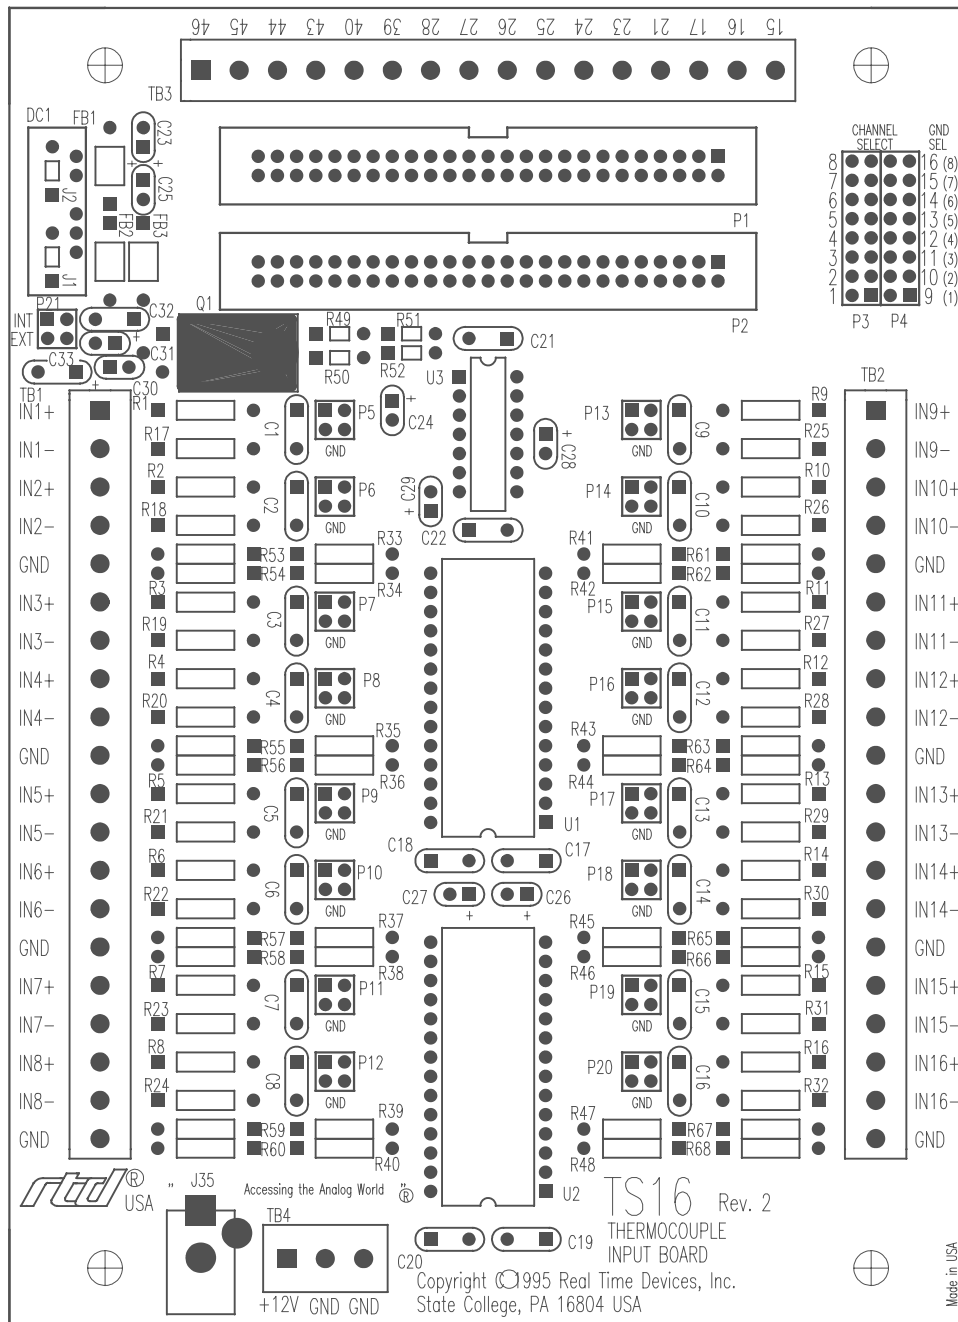 46 45 44 43 40 39 28 27 26 25 24 23 21 17 16 15
TB3
DC1 FB1 C23
CHANNEL SELECT GND SEL
8 16 (8)
7 15 (7)
6 14 (6)
5 13 (5)
4 12 (4)
3 11 (3)
2 10 (2)
1 9 (1)
P3 P4
J2 C25
FB2 FB3
P1
J1
P2
P21 C32 Q1 R49 R51
INT
EXT
C31 C21
C33 C30 R50 R52 U3
TB1 TB2
IN1+ R1 C1 P5 C24 P13 C9 R9 IN9+
GND GND
IN1- R17 C28 R25 IN9-
IN2+ R2 C2 P6 C29 P14 C10 R10 IN10+
GND GND
IN2- R18 C22 R26 IN10-
GND R53 R33 R41 R61 GND
R54 R34 R42 R62
IN3+ R3 C3 P7 P15 C11 R11 IN11+
GND GND
IN3- R19 R27 IN11-
IN4+ R4 C4 P8 P16 C12 R12 IN12+
GND GND
IN4- R20 R28 IN12-
GND R55 R35 R43 R63 GND
R56 R36 R44 R64
IN5+ R5 C5 P9 P17 C13 R13 IN13+
GND GND
IN5- R21 U1 R29 IN13-
C18 C17
IN6+ R6 C6 P10 P18 C14 R14 IN14+
C27 C26
GND GND
IN6- R22 R30 IN14-
GND R57 R37 R45 R65 GND
R58 R38 R46 R66
IN7+ R7 C7 P11 P19 C15 R15 IN15+
GND GND
IN7- R23 R31 IN15-
IN8+ R8 C8 P12 P20 C16 R16 IN16+
GND GND
IN8- R24 R32 IN16-
GND R59 R39 R47 R67 GND
R60 R40 R48 R68
rtd® USA
J35
" Accessing the Analog World "®
U2
TS16 Rev. 2
THERMOCOUPLE
INPUT BOARD
TB4
C20 C19
+12V GND GND
Copyright ©1995 Real Time Devices, Inc.
State College, PA 16804 USA
Made in USA